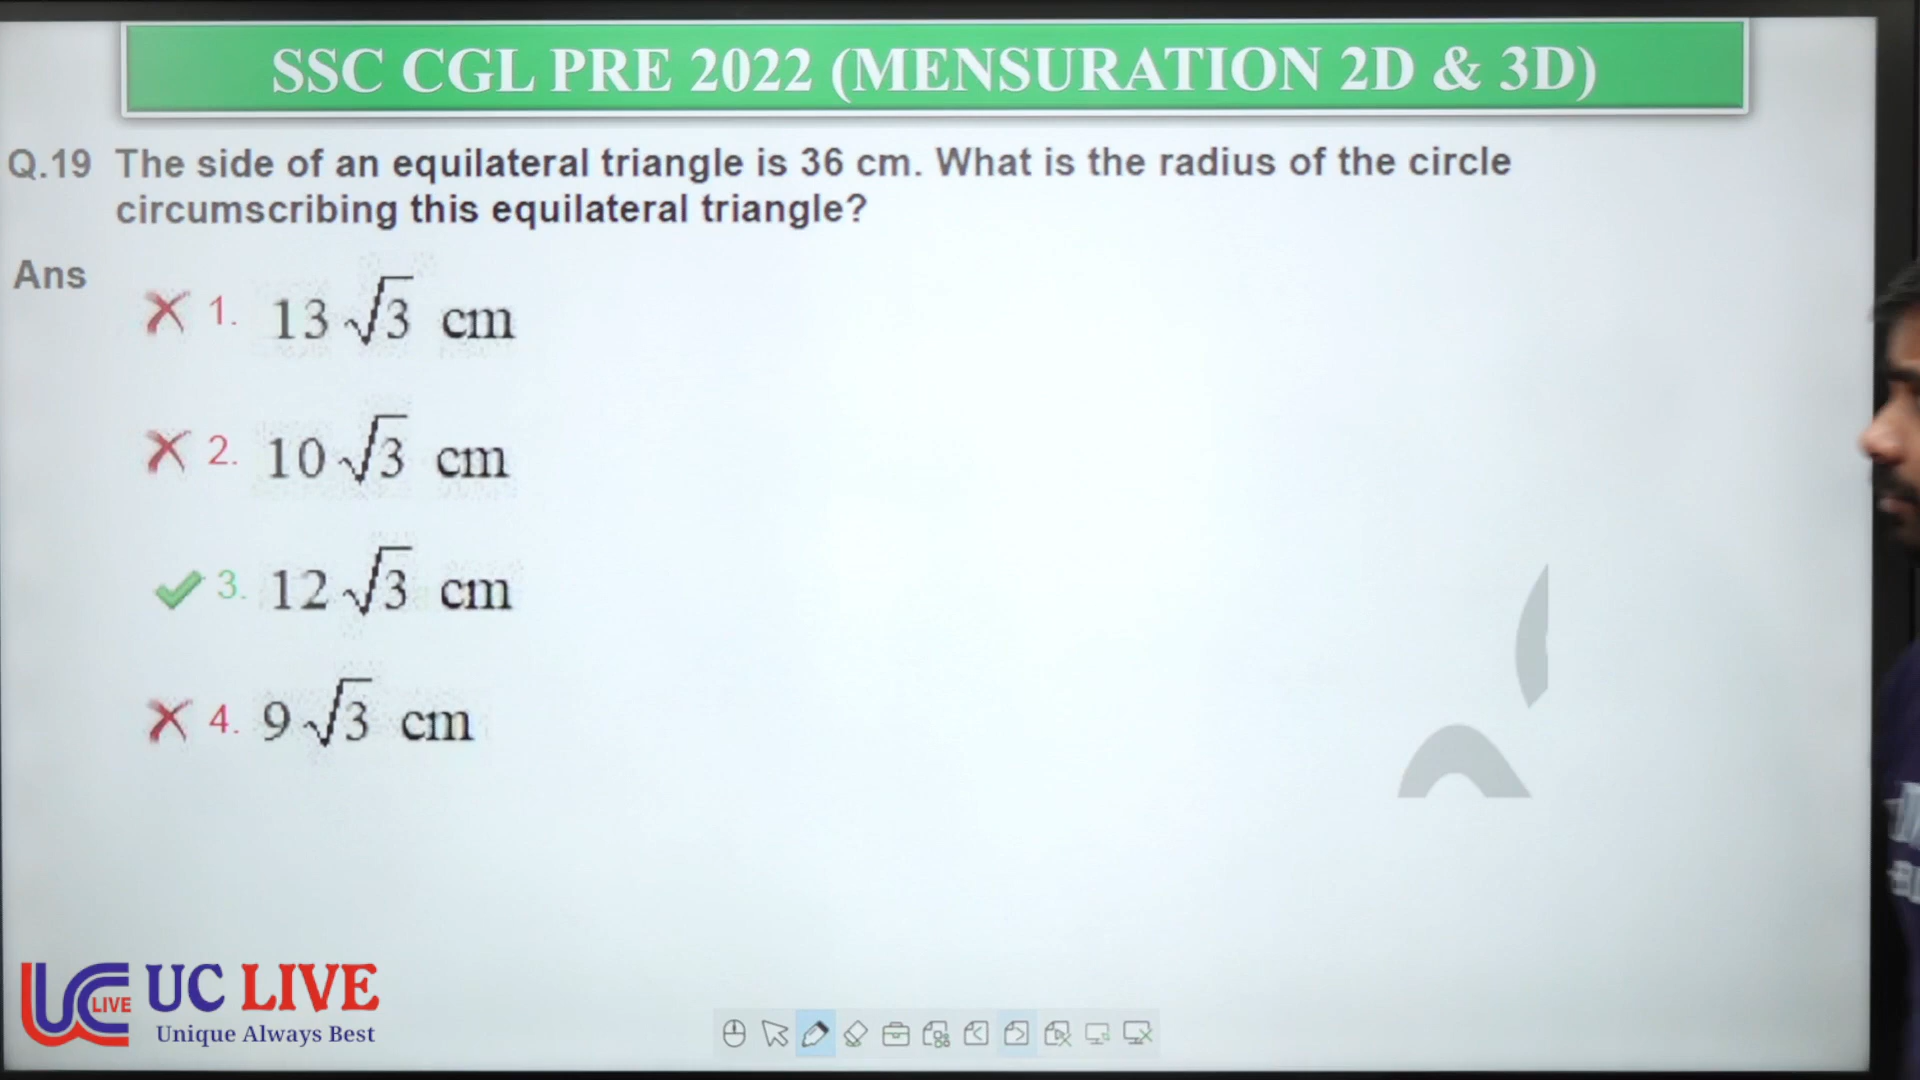 SSC CGL PRE 2022 (MENSURATION 2D & 3D)
Q.19 The side of an equilateral triangle is 36 cm. What is the radius of the circle
circumscribing this equilateral triangle?
Ans
1. 13√3 cm
2. 10√3 cm
3. 12√3 cm
4. 9√3 cm
UC LIVE
LIVE
Unique Always Best